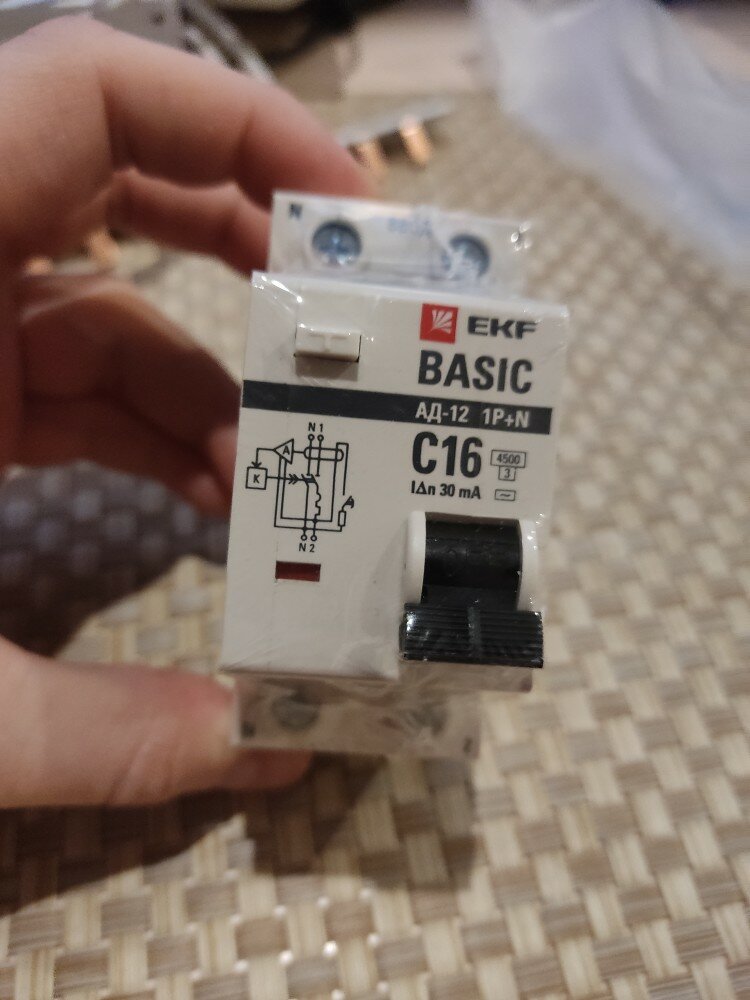 N
EKF
BASIC
АД-12 1P+N
C16
4500
3
IΔn 30 mA
~
T
N 1
A
K
N 2